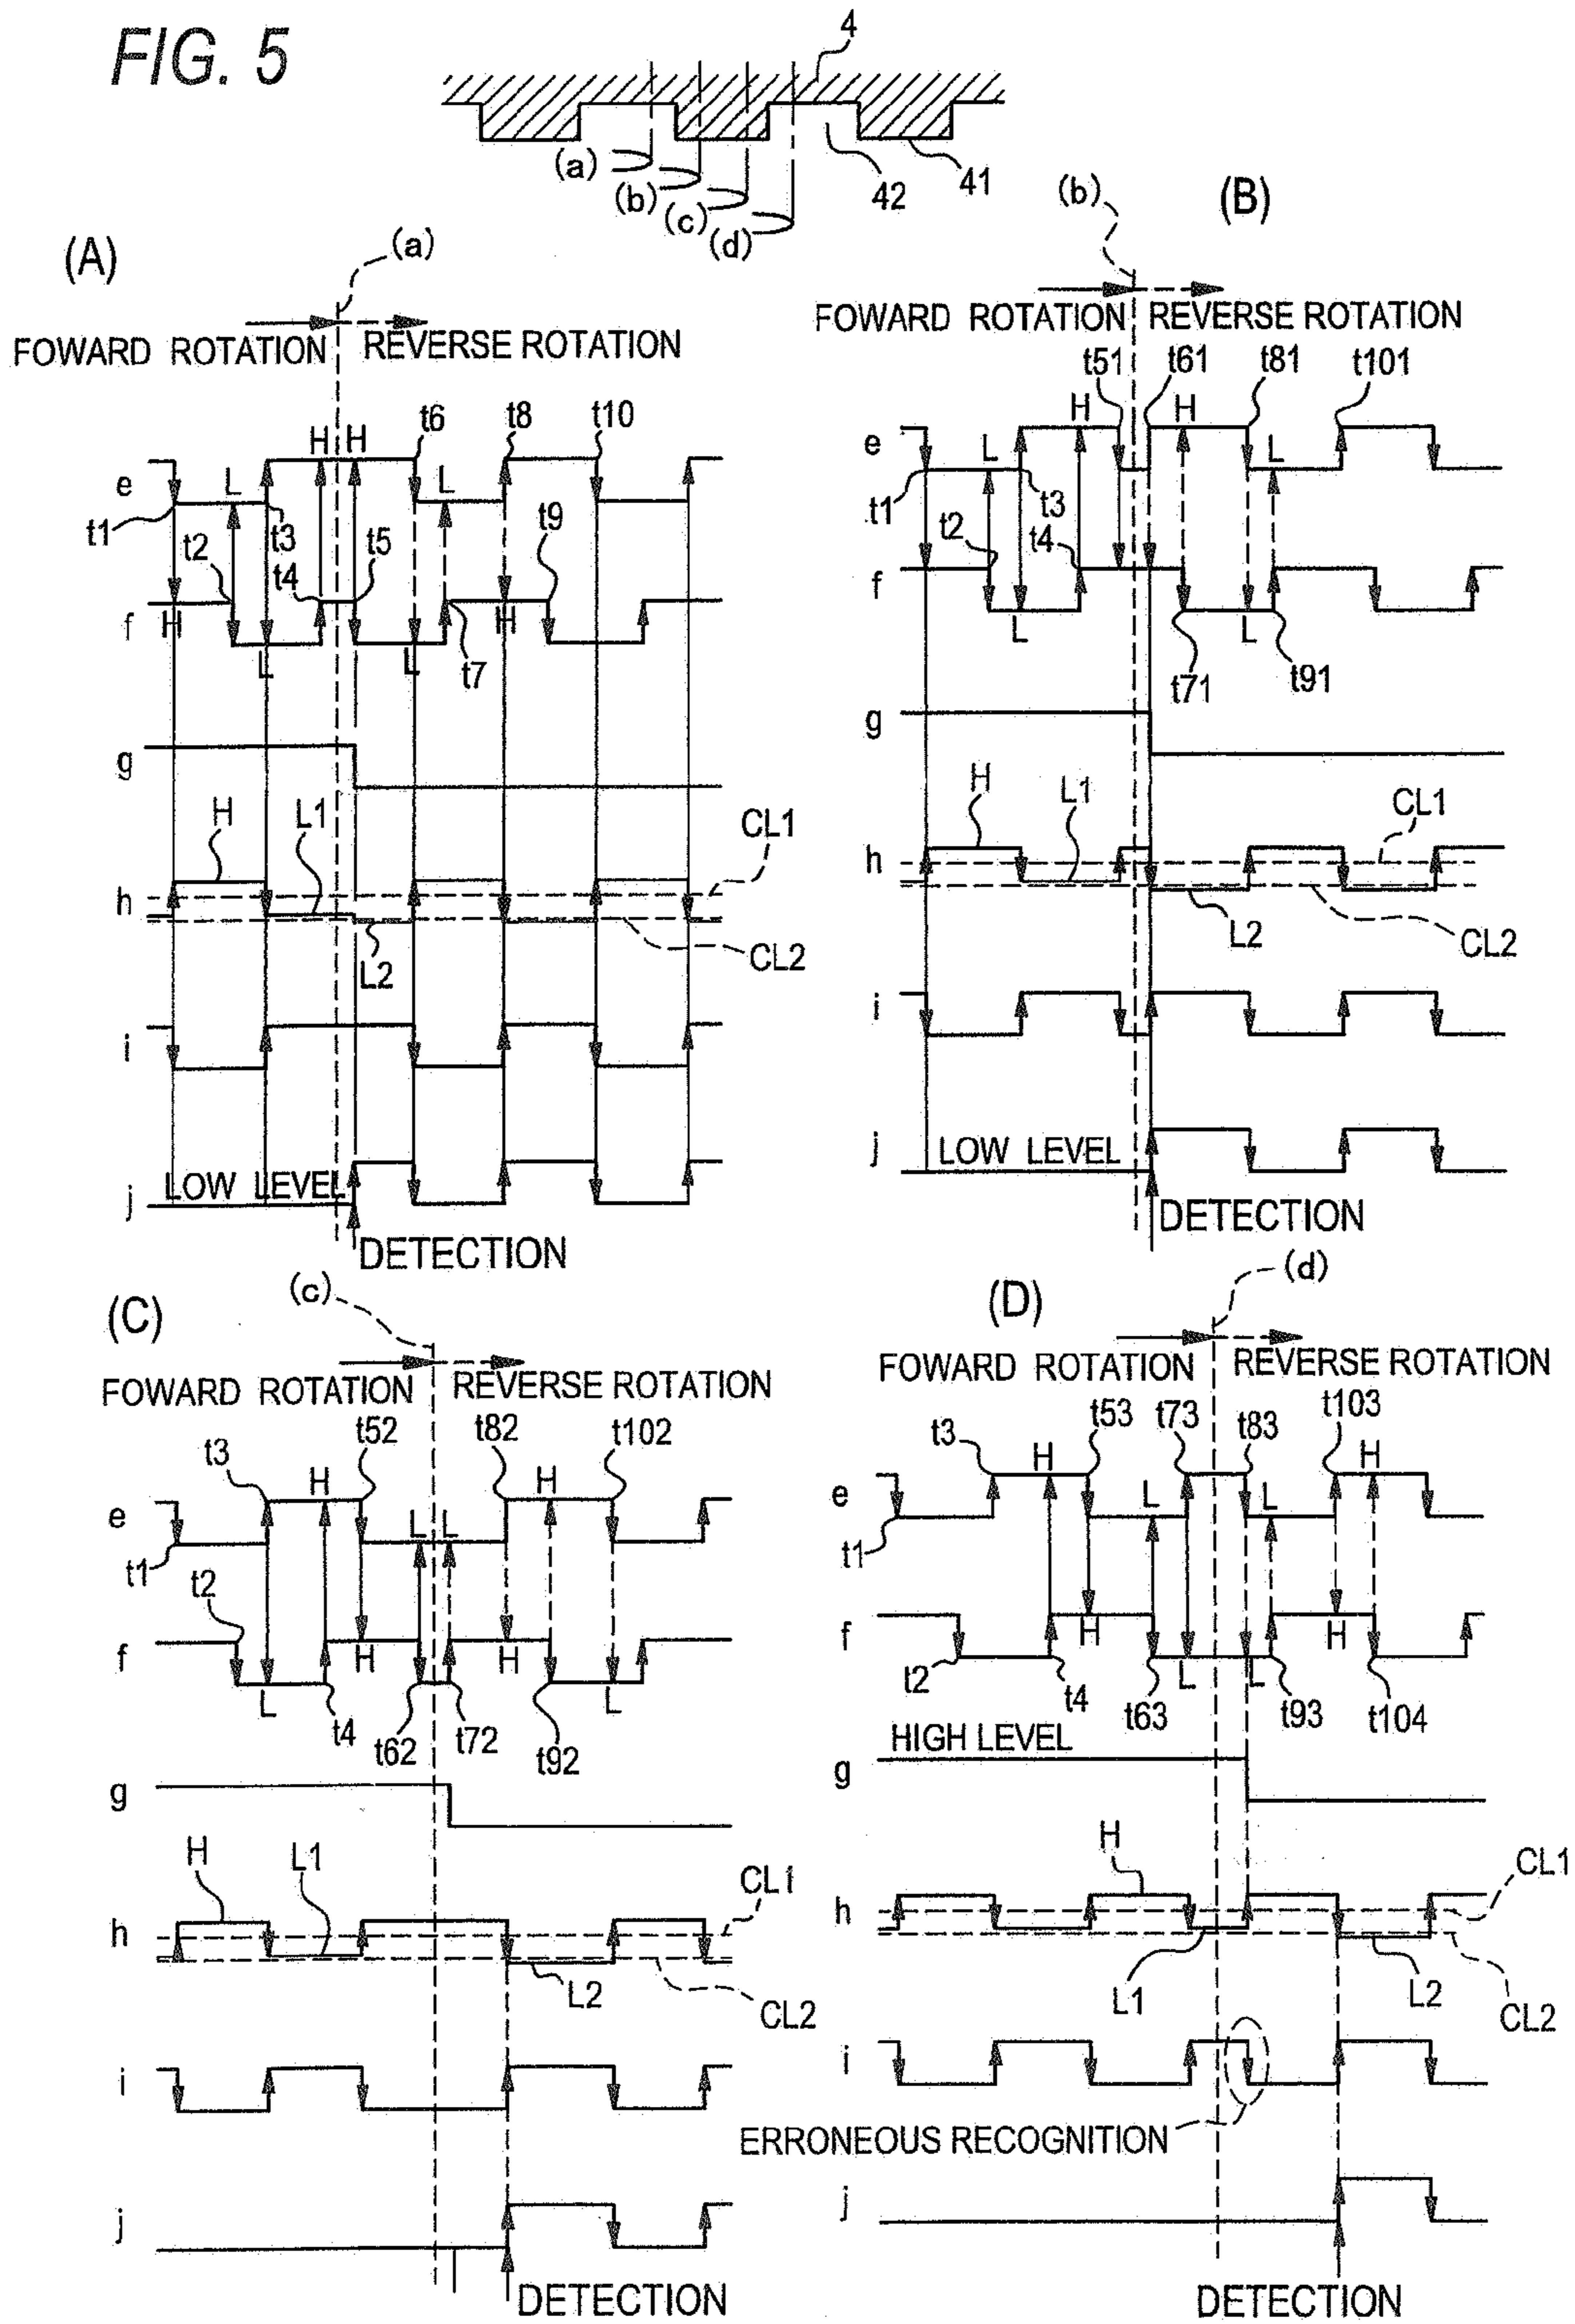 FIG. 5
4
(a)
(b)
(c)
(d)
42
41
(A)
(a)
FOWARD ROTATION
REVERSE ROTATION
e
t1
L
H
H
t6
L
t8
t10
t2
t3
t4
t5
t9
f
H
L
L
t7
H
g
H
L1
CL1
h
L2
CL2
i
j
LOW LEVEL
DETECTION
(B)
(b)
FOWARD ROTATION
REVERSE ROTATION
t51
t61
t81
t101
e
H
H
L
L
t1
t3
t2
t4
f
L
L
t71
t91
g
H
L1
CL1
h
L2
CL2
i
j
LOW LEVEL
DETECTION
(C)
(c)
FOWARD ROTATION
REVERSE ROTATION
t3
t52
t82
t102
e
H
L
L
H
t1
t2
f
L
H
H
L
t4
t62
t72
t92
g
H
L1
CL1
h
L2
CL2
i
j
DETECTION
(D)
(d)
FOWARD ROTATION
REVERSE ROTATION
t3
t53
t73
t83
t103
e
H
L
L
H
t1
f
H
H
t2
t4
L
L
t63
t93
t104
HIGH LEVEL
g
H
CL1
h
L1
L2
CL2
i
ERRONEOUS RECOGNITION
j
DETECTION